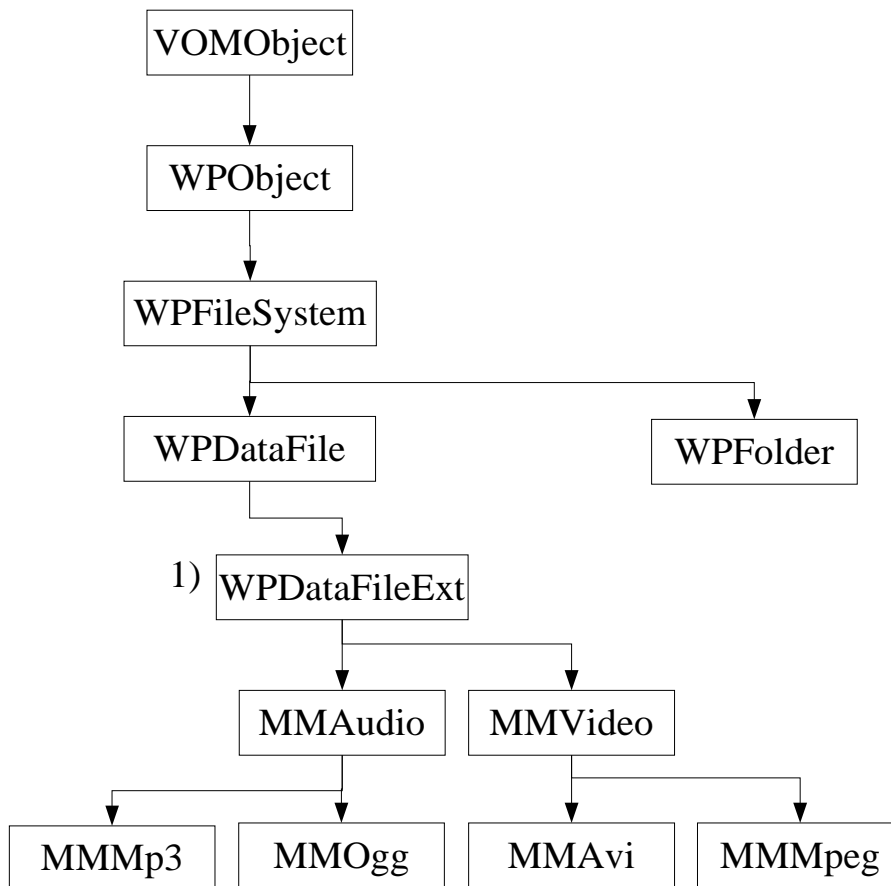 VOMObject
WPObject
WPFileSystem
WPDataFile
WPFolder
1)
WPDataFileExt
MMAudio
MMVideo
MMMp3
MMOgg
MMAvi
MMMpeg